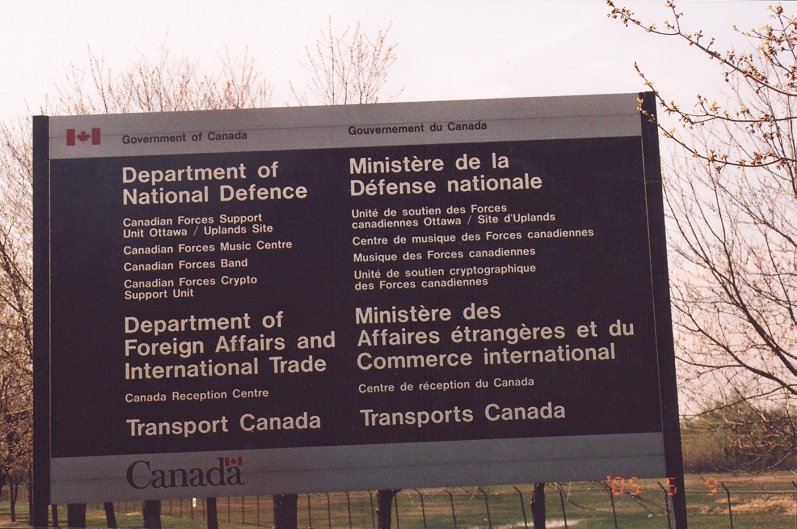 Government of Canada
Gouvernement du Canada
Department of
National Defence
Canadian Forces Support
Unit Ottawa / Uplands Site
Canadian Forces Music Centre
Canadian Forces Band
Canadian Forces Crypto
Support Unit
Ministère de la
Défense nationale
Unité de soutien des Forces
canadiennes Ottawa / Site d'Uplands
Centre de musique des Forces canadiennes
Musique des Forces canadiennes
Unité de soutien cryptographique
des Forces canadiennes
Department of
Foreign Affairs and
International Trade
Canada Reception Centre
Ministère des
Affaires étrangères et du
Commerce international
Centre de réception du Canada
Transport Canada
Transports Canada
Canada